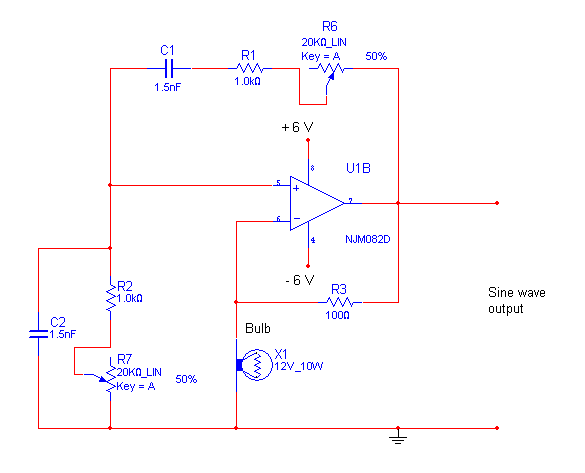 R6
20KΩ_LIN
Key = A
50%
C1
1.5nF
R1
1.0kΩ
+6 V
8
U1B
5
6
7
4
NJM082D
-6 V
R3
100Ω
Sine wave
output
R2
1.0kΩ
C2
1.5nF
Bulb
X1
12V_10W
R7
20KΩ_LIN
Key = A
50%